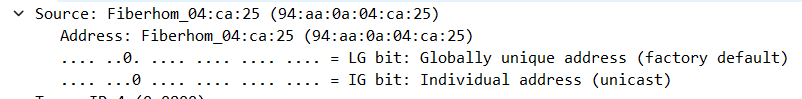 Source: Fiberhom_04:ca:25 (94:aa:0a:04:ca:25)
Address: Fiberhom_04:ca:25 (94:aa:0a:04:ca:25)
.... ..0. .... .... .... .... = LG bit: Globally unique address (factory default)
.... ...0 .... .... .... .... = IG bit: Individual address (unicast)